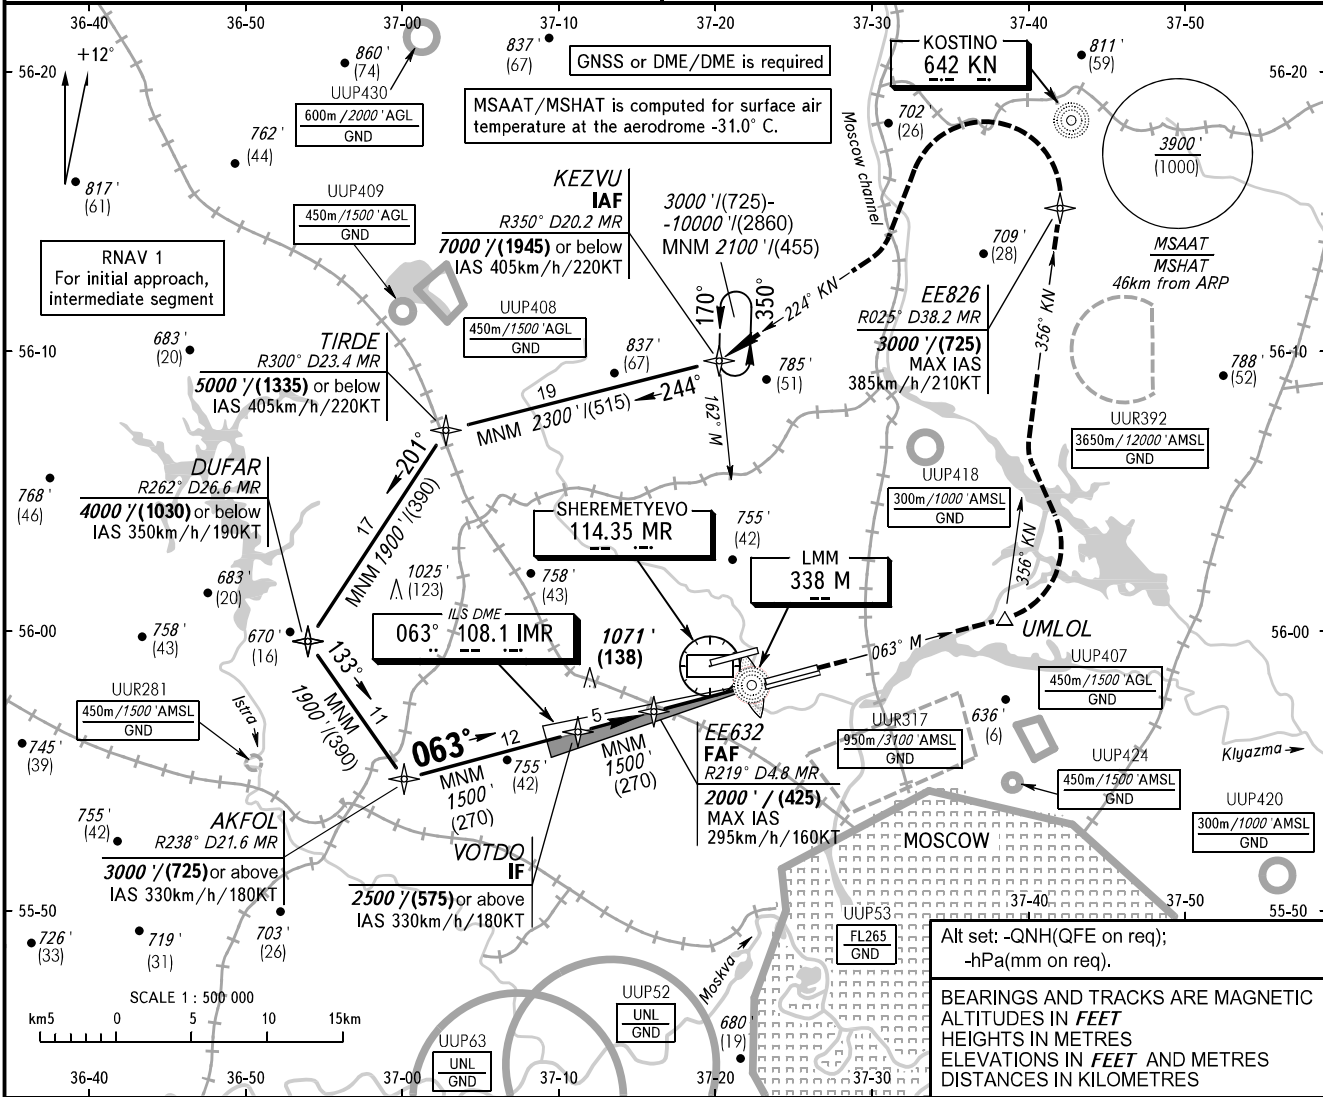 36-40
36-50
37-00
37-10
37-20
37-30
37-40
37-50
+12°
56-20
860'
(74)
837'
(67)
GNSS or DME/DME is required
KOSTINO
642 KN
811'
(59)
56-20
UUP430
600m/2000'AGL
GND
MSAAT/MSHAT is computed for surface air
temperature at the aerodrome -31.0° C.
702'
(26)
Moscow channel
762'
(44)
3900'
(1000)
817'
(61)
UUP409
450m/1500'AGL
GND
KEZVU
IAF
R350° D20.2 MR
7000'/(1945) or below
IAS 405km/h/220KT
3000'/(725)-
-10000'/(2860)
MNM 2100'/(455)
MSAAT
MSHAT
46km from ARP
709'
(28)
RNAV 1
For initial approach,
intermediate segment
UUP408
450m/1500'AGL
GND
170°
350°
224° KN
356° KN
EE826
R025° D38.2 MR
3000'/(725)
MAX IAS
385km/h/210KT
683'
(20)
TIRDE
R300° D23.4 MR
5000'/(1335) or below
IAS 405km/h/220KT
56-10
837'
(67)
785'
(51)
56-10
788'
(52)
19
244°
MNM 2300'/(515)
162° M
UUR392
3650m/12000'AMSL
GND
201°
17
MNM 1900'/(390)
DUFAR
R262° D26.6 MR
4000'/(1030) or below
IAS 350km/h/190KT
768'
(46)
UUP418
300m/1000'AMSL
GND
SHEREMETYEVO
114.35 MR
755'
(42)
LMM
338 M
356° KN
1025'
(123)
758'
(43)
683'
(20)
ILS DME
063° 108.1 IMR
1071'
(138)
758'
(43)
670'
(16)
56-00
56-00
UMLOL
063° M
133°
11
MNM
1900'/(390)
UUP407
450m/1500'AGL
GND
UUR281
450m/1500'AMSL
GND
Istra
745'
(39)
063°
12
5
MNM
1500'
(270)
755'
(42)
MNM
1500'
(270)
EE632
FAF
R219° D4.8 MR
2000'/(425)
MAX IAS
295km/h/160KT
UUR317
950m/3100'AMSL
GND
636'
(6)
Klyazma
UUP424
450m/1500'AMSL
GND
UUP420
300m/1000'AMSL
GND
755'
(42)
AKFOL
R238° D21.6 MR
3000'/(725) or above
IAS 330km/h/180KT
VOTDO
IF
2500'/(575) or above
IAS 330km/h/180KT
MOSCOW
55-50
37-40
37-50
55-50
726'
(33)
719'
(31)
703'
(26)
UUP53
FL265
GND
Moskva
Alt set: -QNH(QFE on req);
-hPa(mm on req).
SCALE 1 : 500 000
km5
0
5
10
15km
UUP52
UNL
GND
680'
(19)
UUP63
UNL
GND
BEARINGS AND TRACKS ARE MAGNETIC
ALTITUDES IN FEET
HEIGHTS IN METRES
ELEVATIONS IN FEET AND METRES
DISTANCES IN KILOMETRES
36-40
36-50
37-00
37-10
37-20
37-30